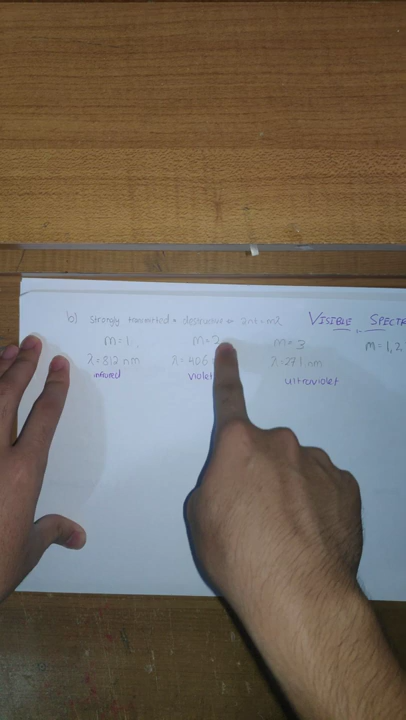 b) strongly transmitted → destructive → 2nt = mλ
VISIBLE SPECTR
m = 1, 2,
m = 1
m = 2
m = 3
λ = 812 nm
λ = 406
λ = 271 nm
infrared
violet
ultraviolet